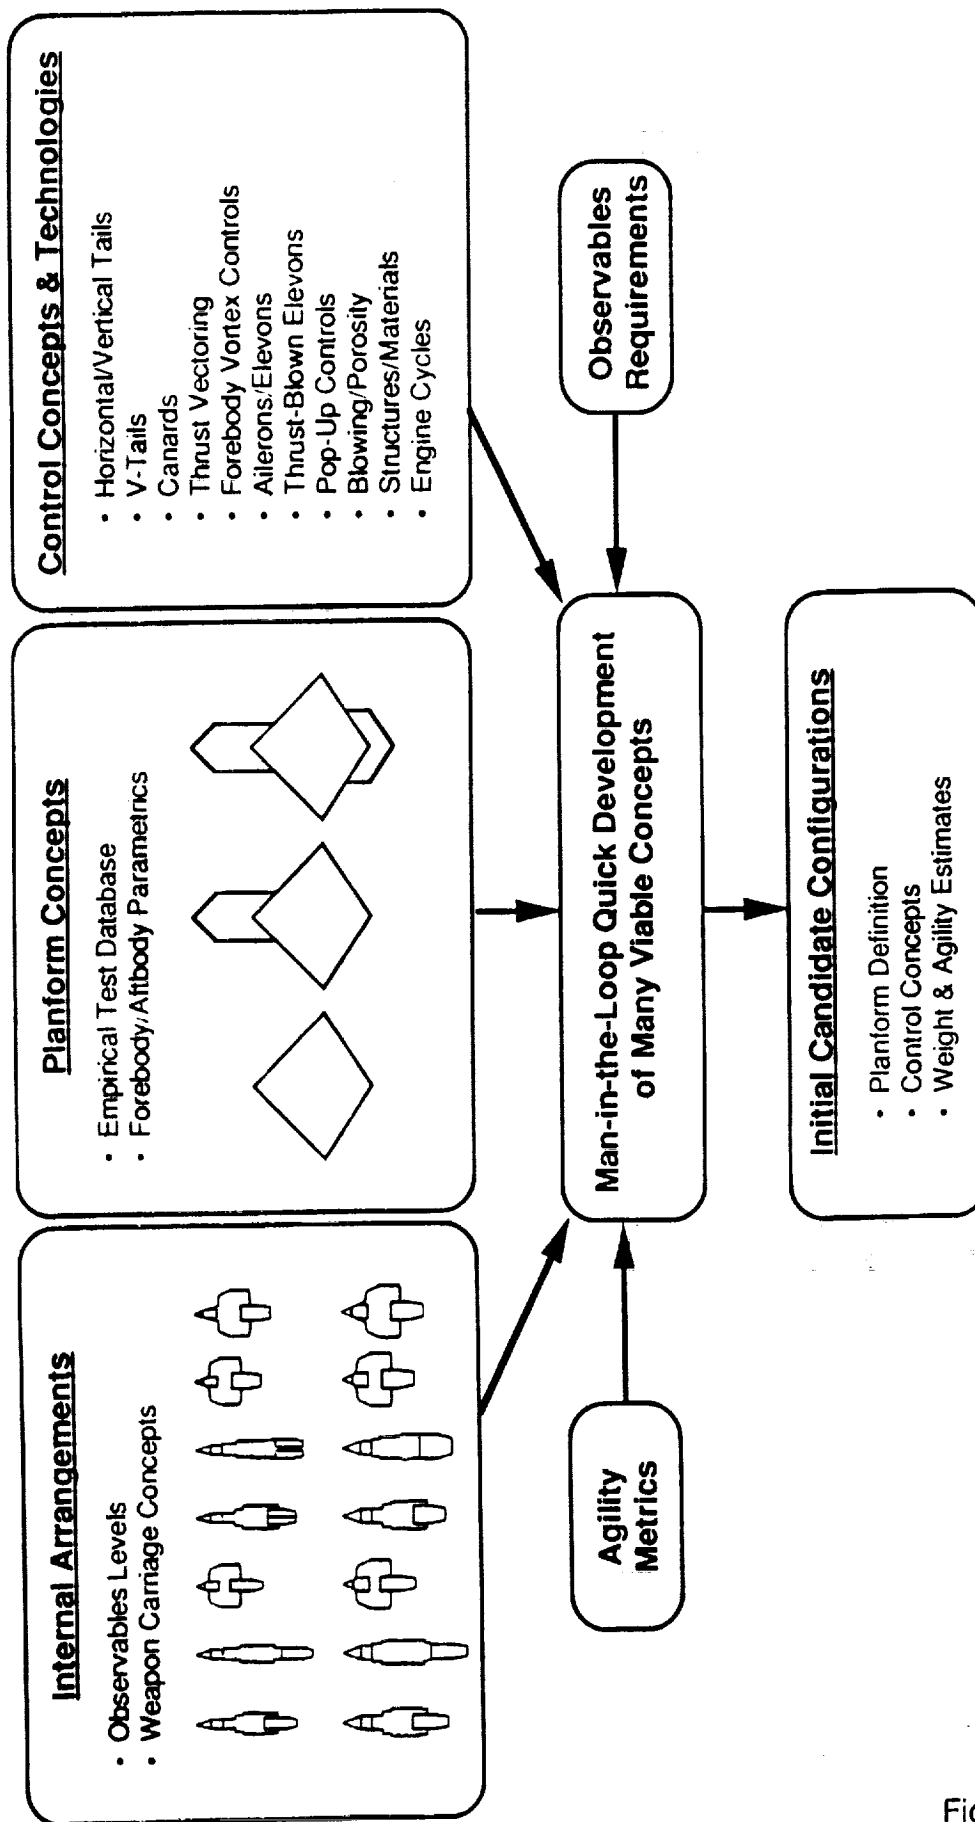 Internal Arrangements
• Observables Levels
• Weapon Carriage Concepts
Planform Concepts
• Empirical Test Database
• Forebody/Aftbody Parametrics
Control Concepts & Technologies
• Horizontal/Vertical Tails
• V-Tails
• Canards
• Thrust Vectoring
• Forebody Vortex Controls
• Ailerons/Elevons
• Thrust-Blown Elevons
• Pop-Up Controls
• Blowing/Porosity
• Structures/Materials
• Engine Cycles
Agility
Metrics
Man-in-the-Loop Quick Development
of Many Viable Concepts
Observables
Requirements
Initial Candidate Configurations
• Planform Definition
• Control Concepts
• Weight & Agility Estimates